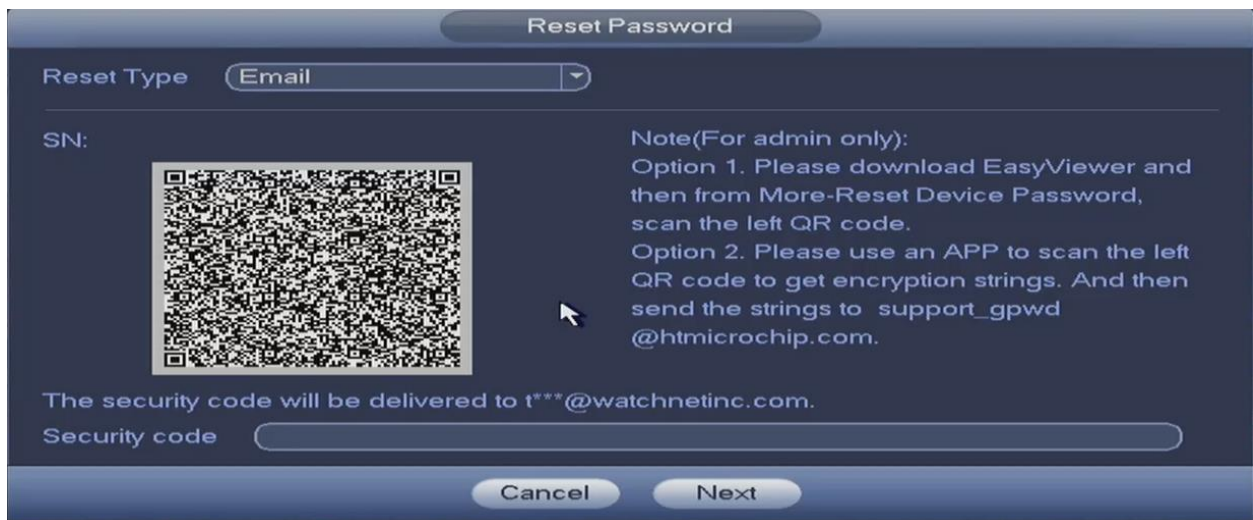 Reset Password
Reset Type
Email
SN:
Note(For admin only):
Option 1. Please download EasyViewer and
then from More-Reset Device Password,
scan the left QR code.
Option 2. Please use an APP to scan the left
QR code to get encryption strings. And then
send the strings to support_gpwd
@htmicrochip.com.
The security code will be delivered to t***@watchnetinc.com.
Security code
Cancel
Next